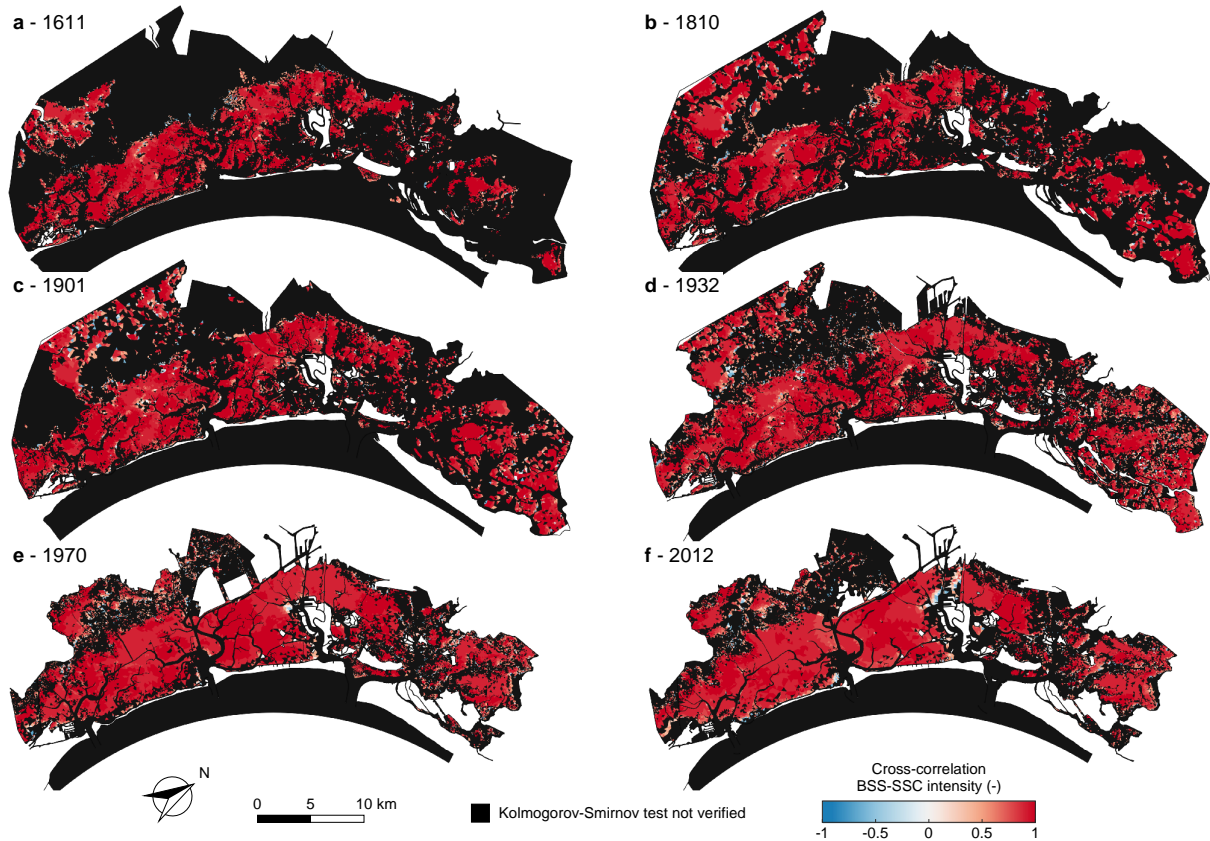 a - 1611
b - 1810
c - 1901
d - 1932
e - 1970
f - 2012
N
0 5 10 km
Kolmogorov-Smirnov test not verified
Cross-correlation
BSS-SSC intensity (-)
-1 -0.5 0 0.5 1